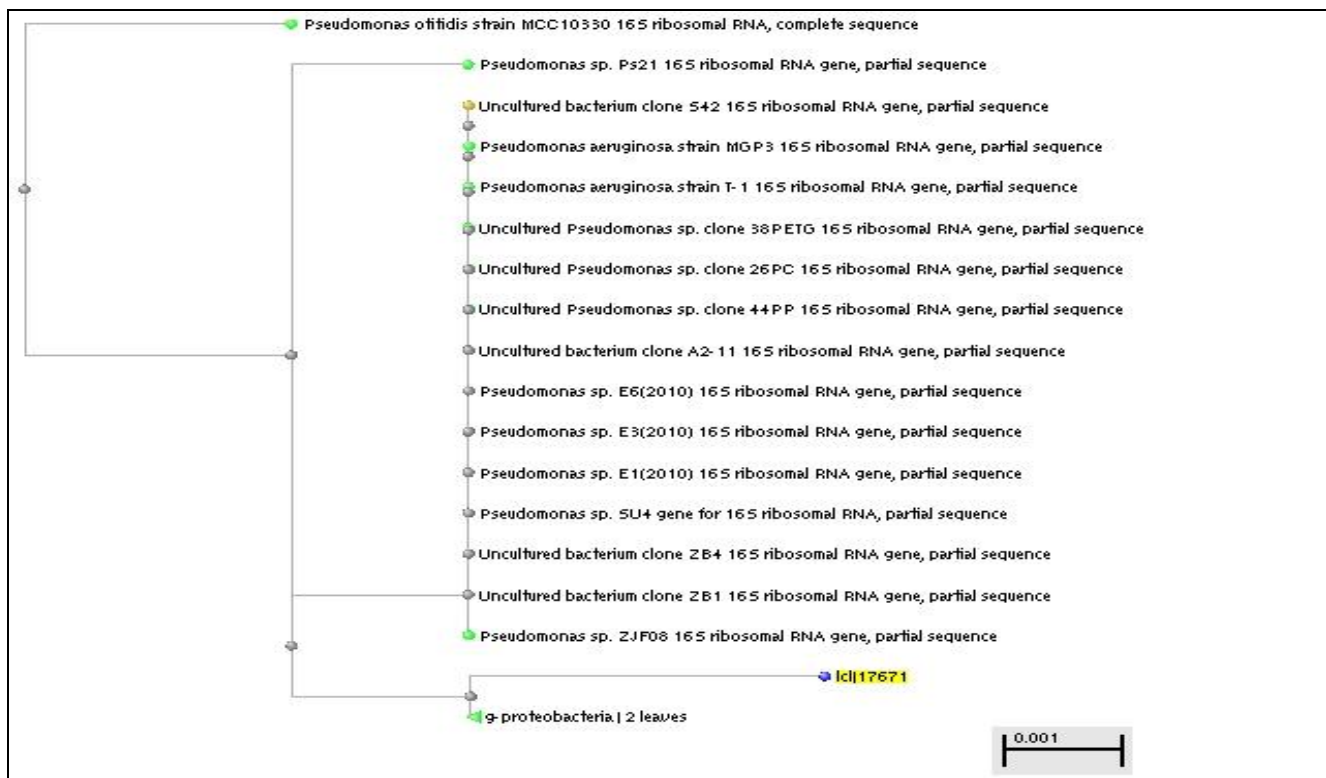 Pseudomonas otitidis strain MCC10330 16S ribosomal RNA, complete sequence
Pseudomonas sp. Ps21 16S ribosomal RNA gene, partial sequence
Uncultured bacterium clone S42 16S ribosomal RNA gene, partial sequence
Pseudomonas aeruginosa strain MGP3 16S ribosomal RNA gene, partial sequence
Pseudomonas aeruginosa strain T-1 16S ribosomal RNA gene, partial sequence
Uncultured Pseudomonas sp. clone 38PETG 16S ribosomal RNA gene, partial sequence
Uncultured Pseudomonas sp. clone 26PC 16S ribosomal RNA gene, partial sequence
Uncultured Pseudomonas sp. clone 44PP 16S ribosomal RNA gene, partial sequence
Uncultured bacterium clone A2-11 16S ribosomal RNA gene, partial sequence
Pseudomonas sp. E6(2010) 16S ribosomal RNA gene, partial sequence
Pseudomonas sp. E3(2010) 16S ribosomal RNA gene, partial sequence
Pseudomonas sp. E1(2010) 16S ribosomal RNA gene, partial sequence
Pseudomonas sp. SU4 gene for 16S ribosomal RNA, partial sequence
Uncultured bacterium clone ZB4 16S ribosomal RNA gene, partial sequence
Uncultured bacterium clone ZB1 16S ribosomal RNA gene, partial sequence
Pseudomonas sp. ZJF08 16S ribosomal RNA gene, partial sequence
lcl|17671
g-proteobacteria | 2 leaves
0.001